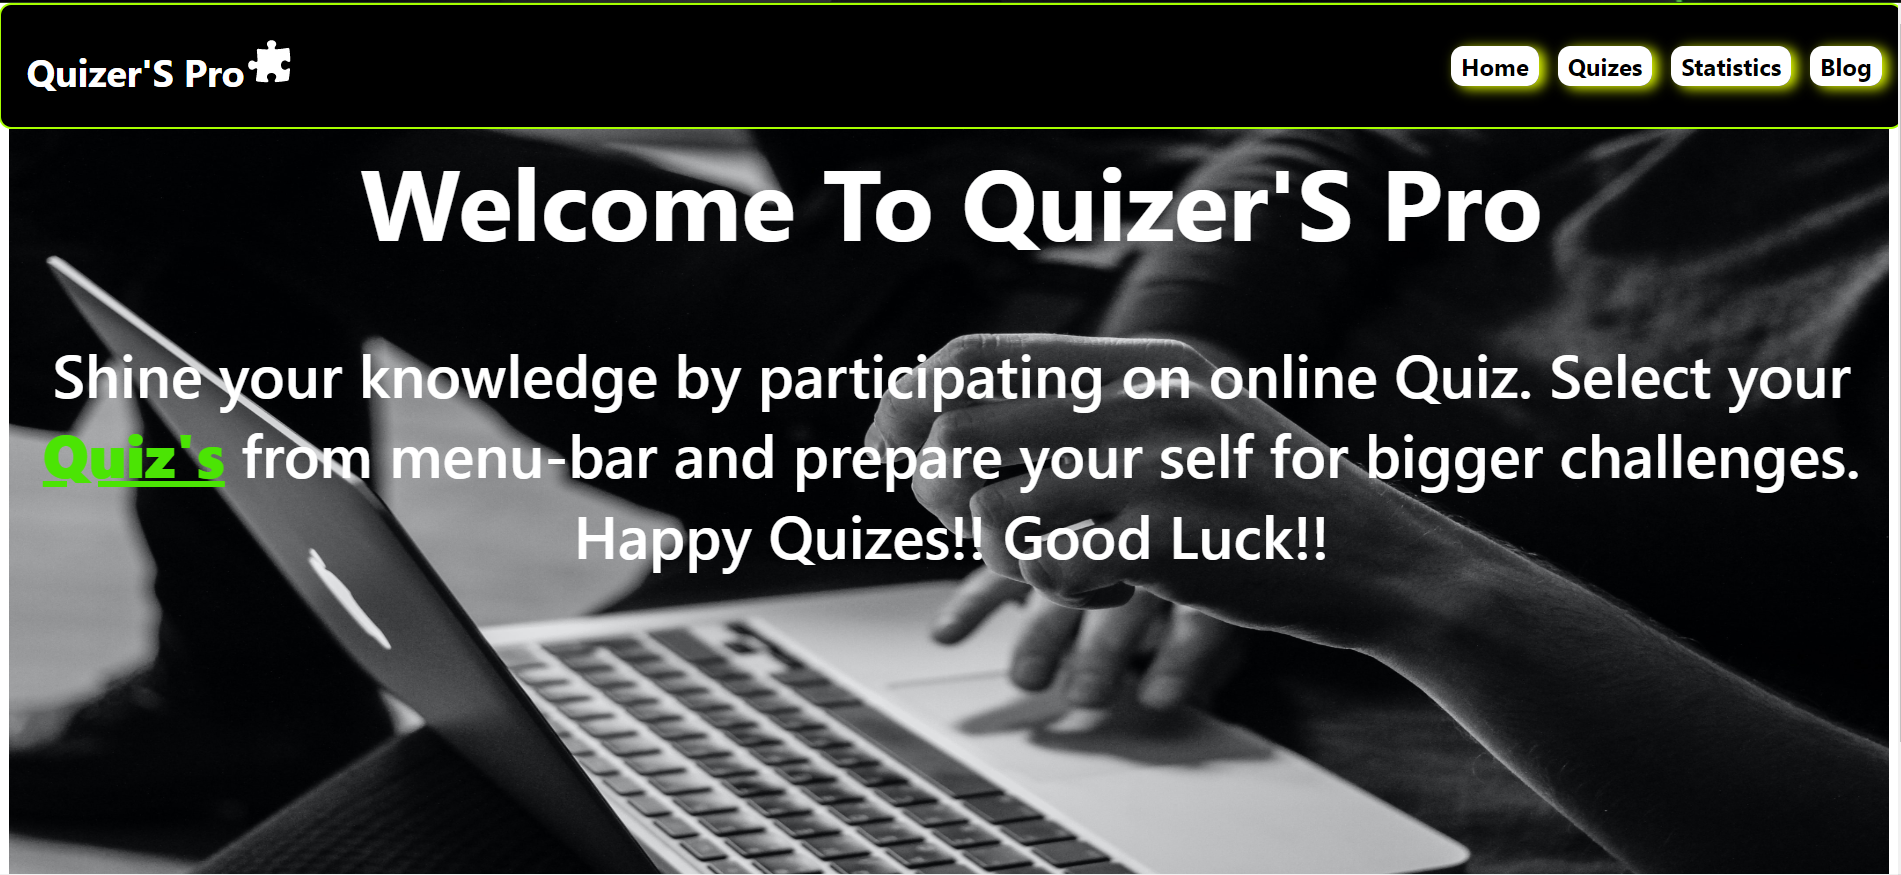 Quizer'S Pro
Home
Quizes
Statistics
Blog
Welcome To Quizer'S Pro
Shine your knowledge by participating on online Quiz. Select your
Quiz's from menu-bar and prepare your self for bigger challenges.
Happy Quizes!! Good Luck!!